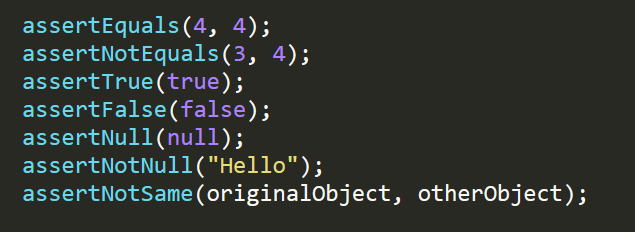 assertEquals(4, 4);
assertNotEquals(3, 4);
assertTrue(true);
assertFalse(false);
assertNull(null);
assertNotNull("Hello");
assertNotSame(originalObject, otherObject);